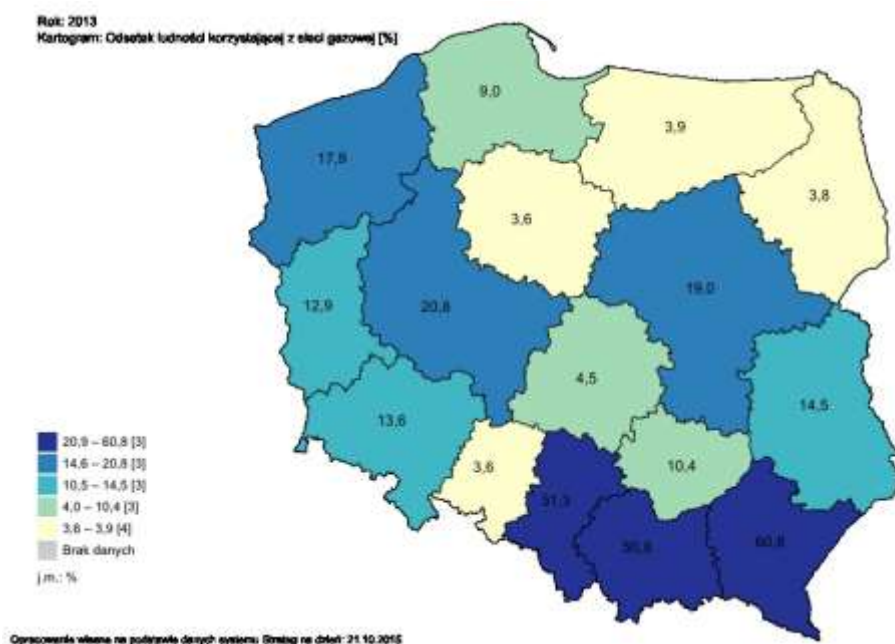 Rok: 2013
Kartogram: Odsetek ludności korzystającej z sieci gazowej [%]
9,0
3,9
17,8
3,8
3,6
19,0
12,9
20,8
4,5
14,5
13,6
3,6
10,4
31,3
60,8
20,9 – 60,8 [3]
14,6 – 20,8 [3]
10,5 – 14,5 [3]
4,0 – 10,4 [3]
3,6 – 3,9 [4]
Brak danych
j.m.: %
Opracowanie własne na podstawie danych systemu Strateg na dzień: 21.10.2015